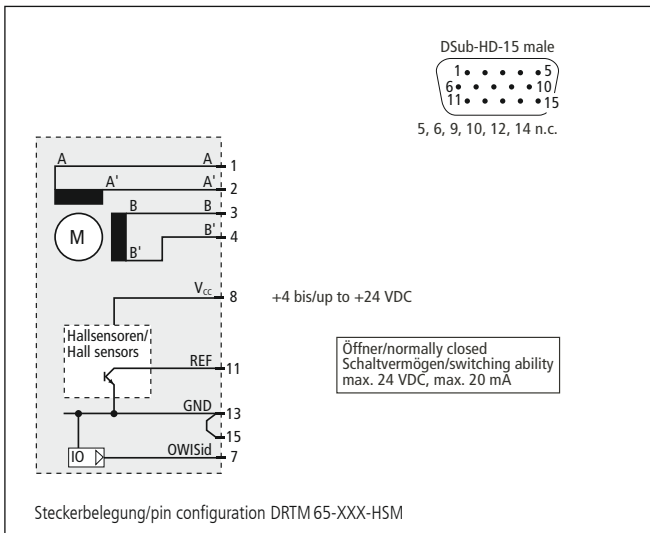 DSub-HD-15 male
1 5
6 10
11 15
5, 6, 9, 10, 12, 14 n.c.
A A 1
A' A' 2
B B 3
M
B' B' 4
V_CC 8 +4 bis/up to +24 VDC
Hallsensoren/
Hall sensors
REF 11
Öffner/normally closed
Schaltvermögen/switching ability
max. 24 VDC, max. 20 mA
GND 13
15
IO OWISid 7
Steckerbelegung/pin configuration DRTM 65-XXX-HSM